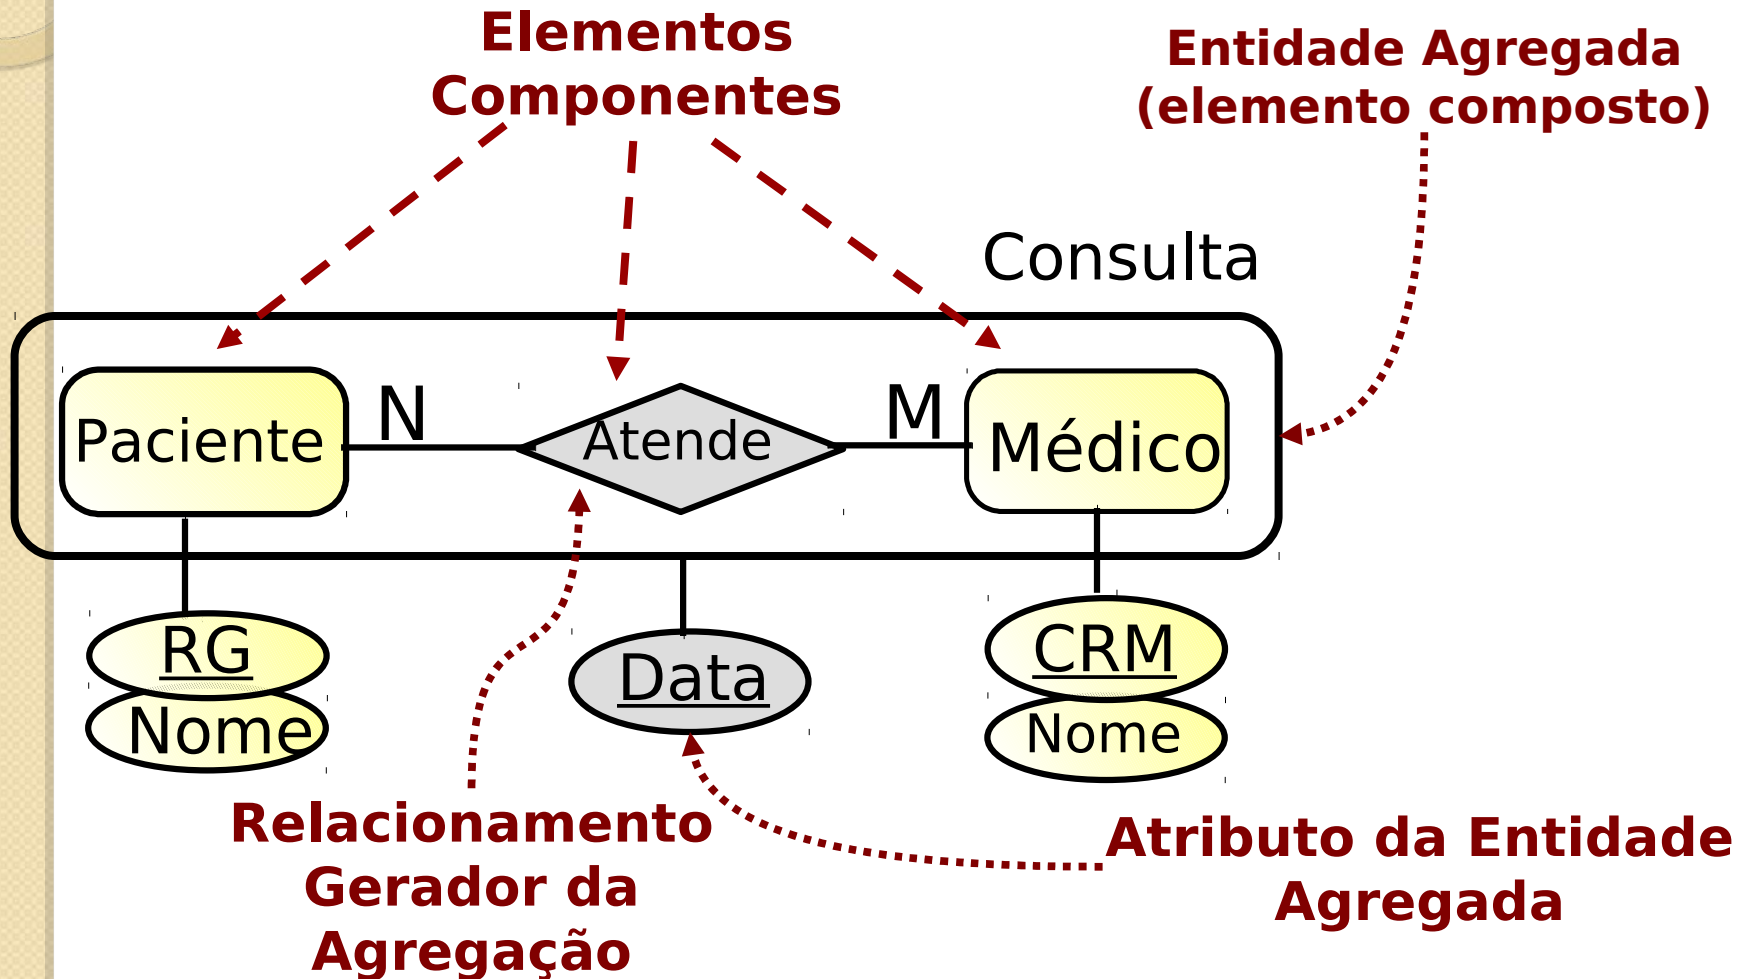 Elementos
Componentes
Entidade Agregada
(elemento composto)
Consulta
Paciente
N
Atende
M
Médico
RG
Nome
Data
CRM
Nome
Relacionamento
Gerador da
Agregação
Atributo da Entidade
Agregada